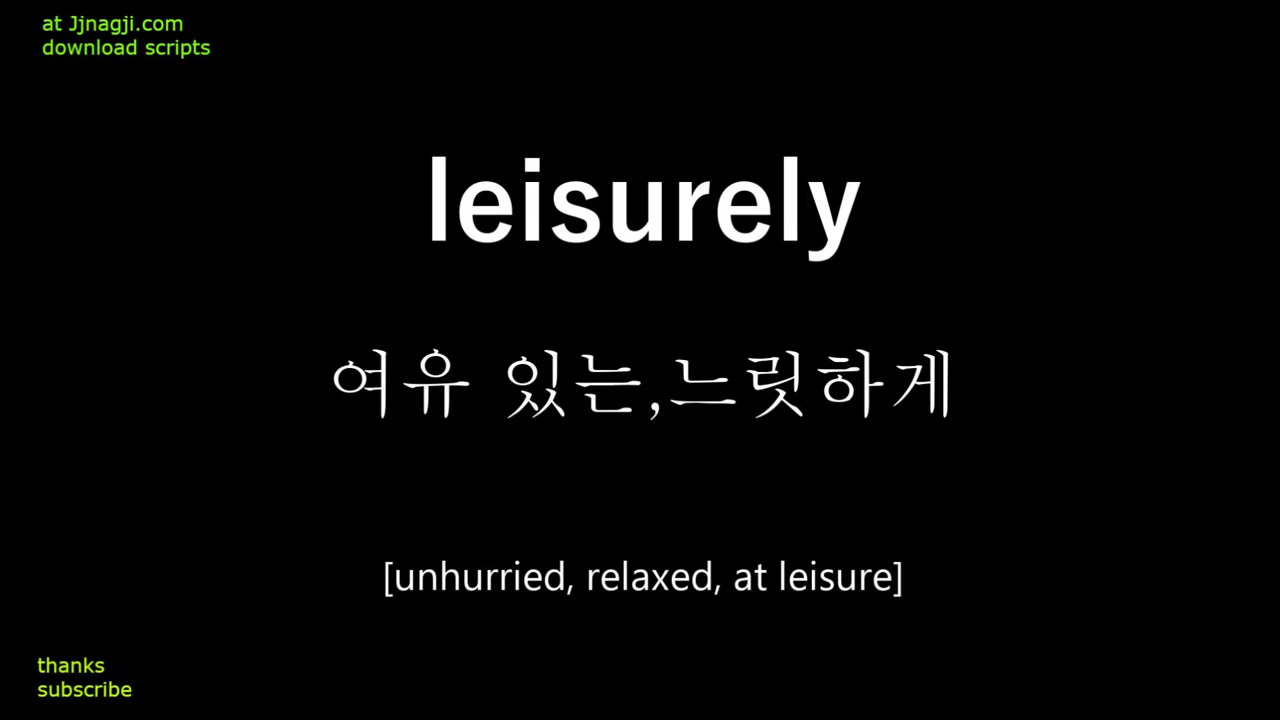 at Jjnagji.com
download scripts
leisurely
여유 있는,느릿하게
[unhurried, relaxed, at leisure]
thanks
subscribe